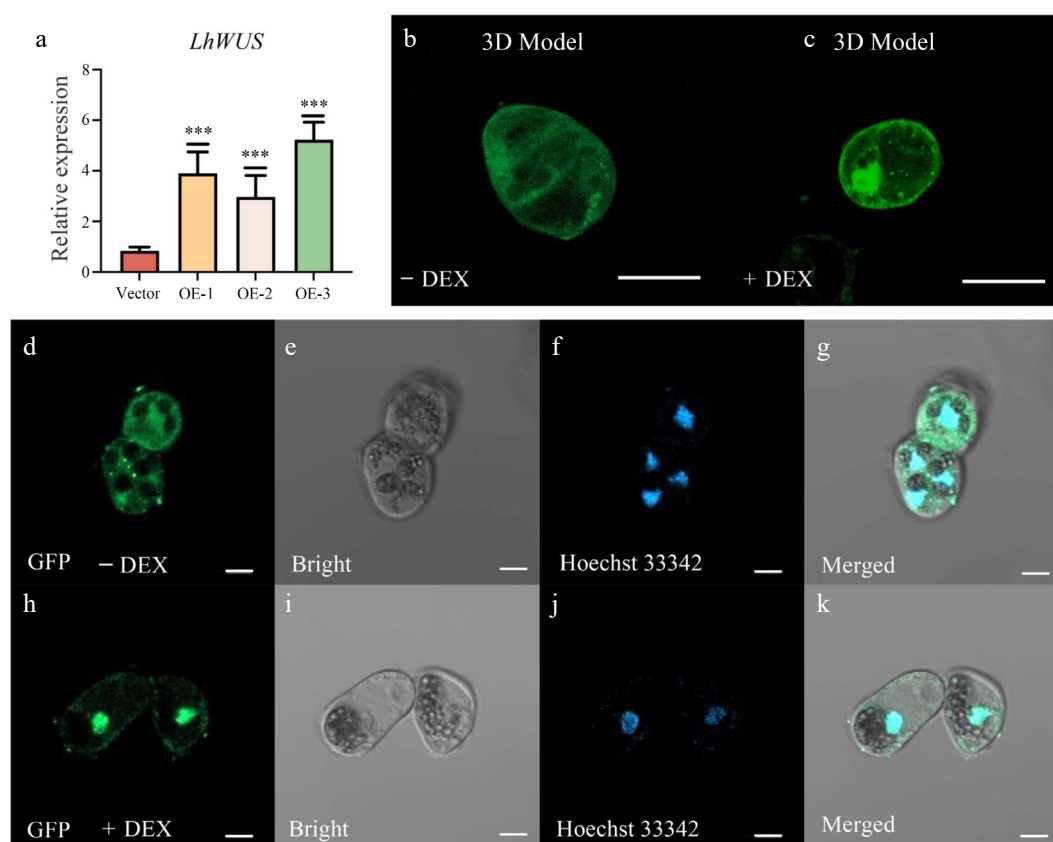 a
LhWUS
Relative expression
8
6
4
2
0
***
***
***
Vector OE-1 OE-2 OE-3
b 3D Model
– DEX
c 3D Model
+ DEX
d
GFP – DEX
e
Bright
f
Hoechst 33342
g
Merged
h
GFP + DEX
i
Bright
j
Hoechst 33342
k
Merged